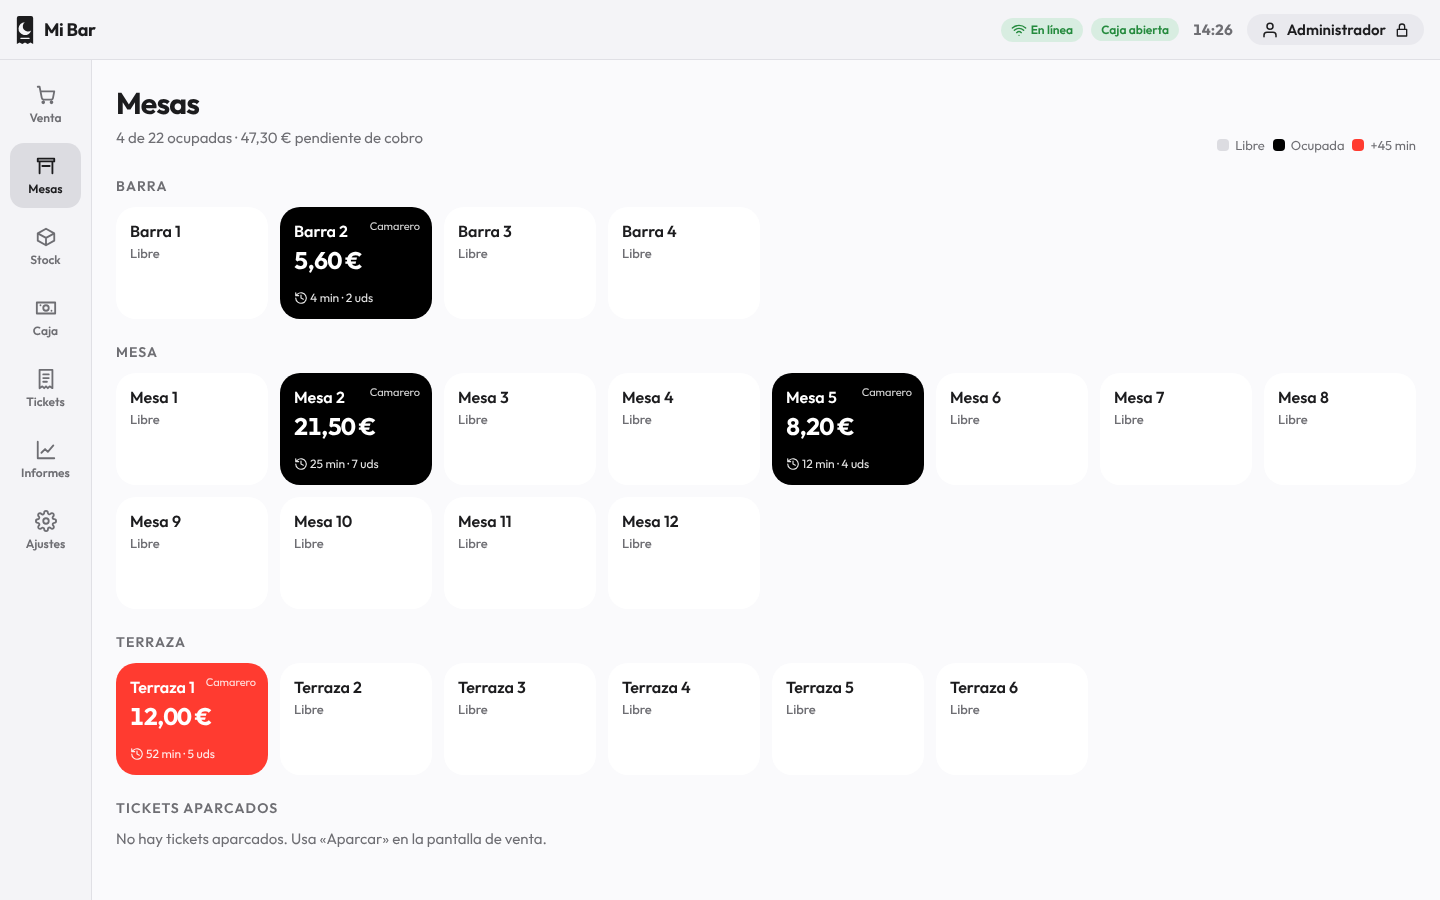 Mi Bar
En línea
Caja abierta
14:26
Administrador
Venta
Mesas
Stock
Caja
Tickets
Informes
Ajustes
Mesas
4 de 22 ocupadas · 47,30 € pendiente de cobro
Libre
Ocupada
+45 min
BARRA
Barra 1
Libre
Barra 2
Camarero
5,60 €
4 min · 2 uds
Barra 3
Libre
Barra 4
Libre
MESA
Mesa 1
Libre
Mesa 2
Camarero
21,50 €
25 min · 7 uds
Mesa 3
Libre
Mesa 4
Libre
Mesa 5
Camarero
8,20 €
12 min · 4 uds
Mesa 6
Libre
Mesa 7
Libre
Mesa 8
Libre
Mesa 9
Libre
Mesa 10
Libre
Mesa 11
Libre
Mesa 12
Libre
TERRAZA
Terraza 1
Camarero
12,00 €
52 min · 5 uds
Terraza 2
Libre
Terraza 3
Libre
Terraza 4
Libre
Terraza 5
Libre
Terraza 6
Libre
TICKETS APARCADOS
No hay tickets aparcados. Usa «Aparcar» en la pantalla de venta.